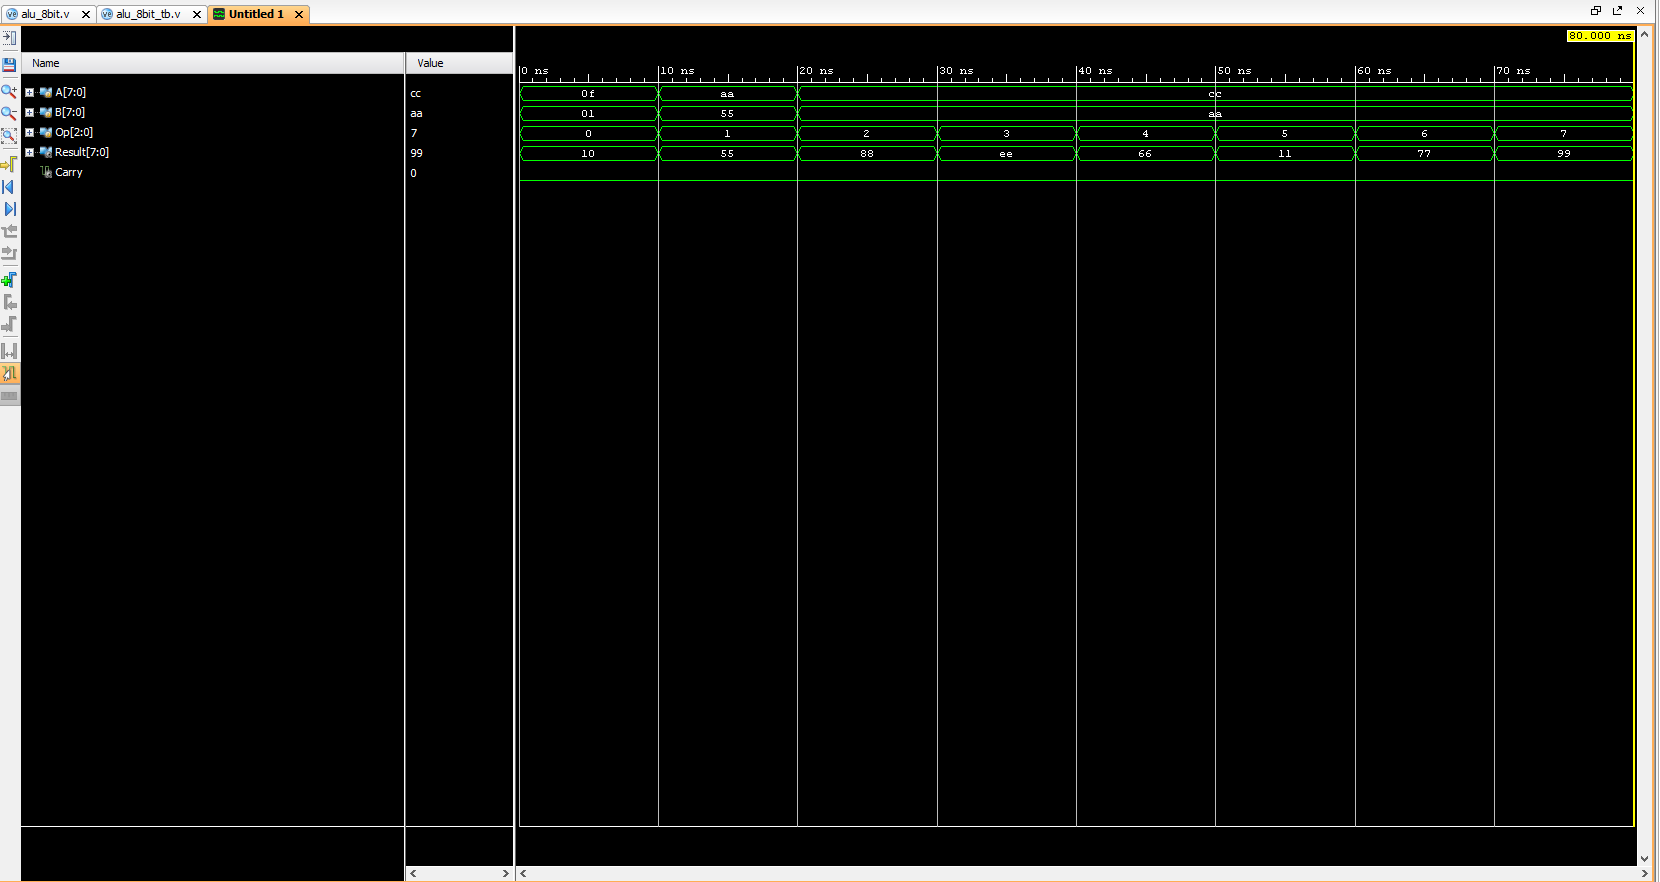 alu_8bit.v alu_8bit_tb.v Untitled 1
80.000 ns
Name Value
0 ns 10 ns 20 ns 30 ns 40 ns 50 ns 60 ns 70 ns
A[7:0] cc 0f aa cc
B[7:0] aa 01 55 aa
Op[2:0] 7 0 1 2 3 4 5 6 7
Result[7:0] 99 10 55 88 ee 66 11 77 99
Carry 0